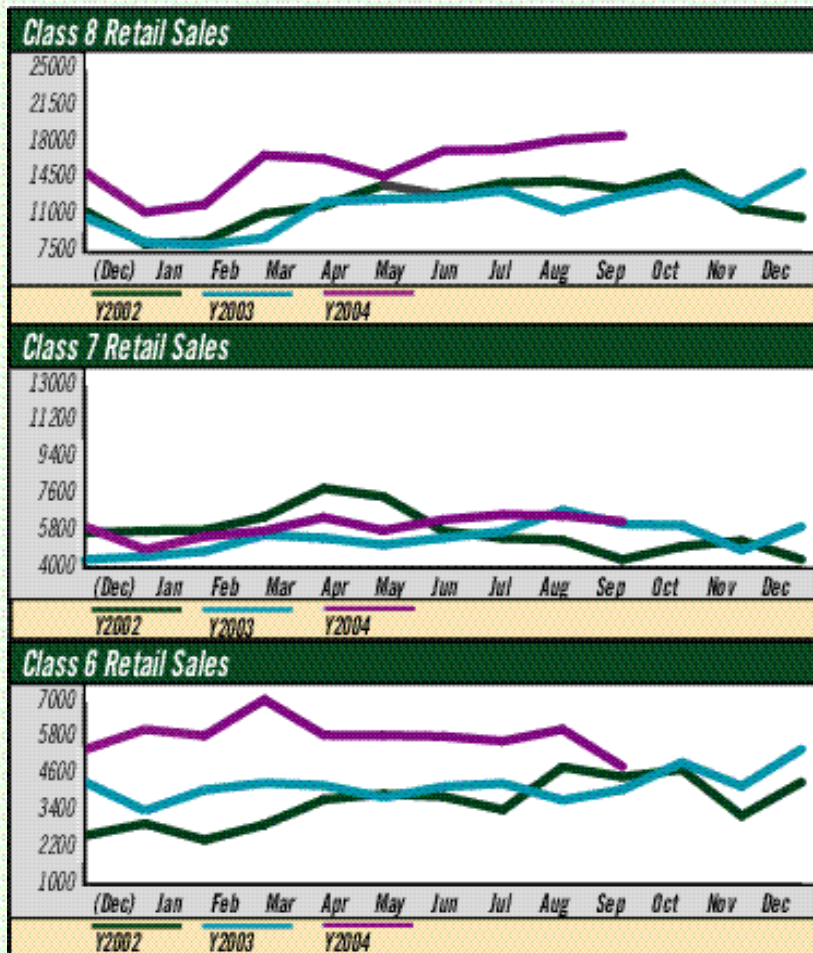 Class 8 Retail Sales
25000
21500
18000
14500
11000
7500
(Dec) Jan Feb Mar Apr May Jun Jul Aug Sep Oct Nov Dec
Y2002 Y2003 Y2004
Class 7 Retail Sales
13000
11200
9400
7600
5800
4000
(Dec) Jan Feb Mar Apr May Jun Jul Aug Sep Oct Nov Dec
Y2002 Y2003 Y2004
Class 6 Retail Sales
7000
5800
4600
3400
2200
1000
(Dec) Jan Feb Mar Apr May Jun Jul Aug Sep Oct Nov Dec
Y2002 Y2003 Y2004